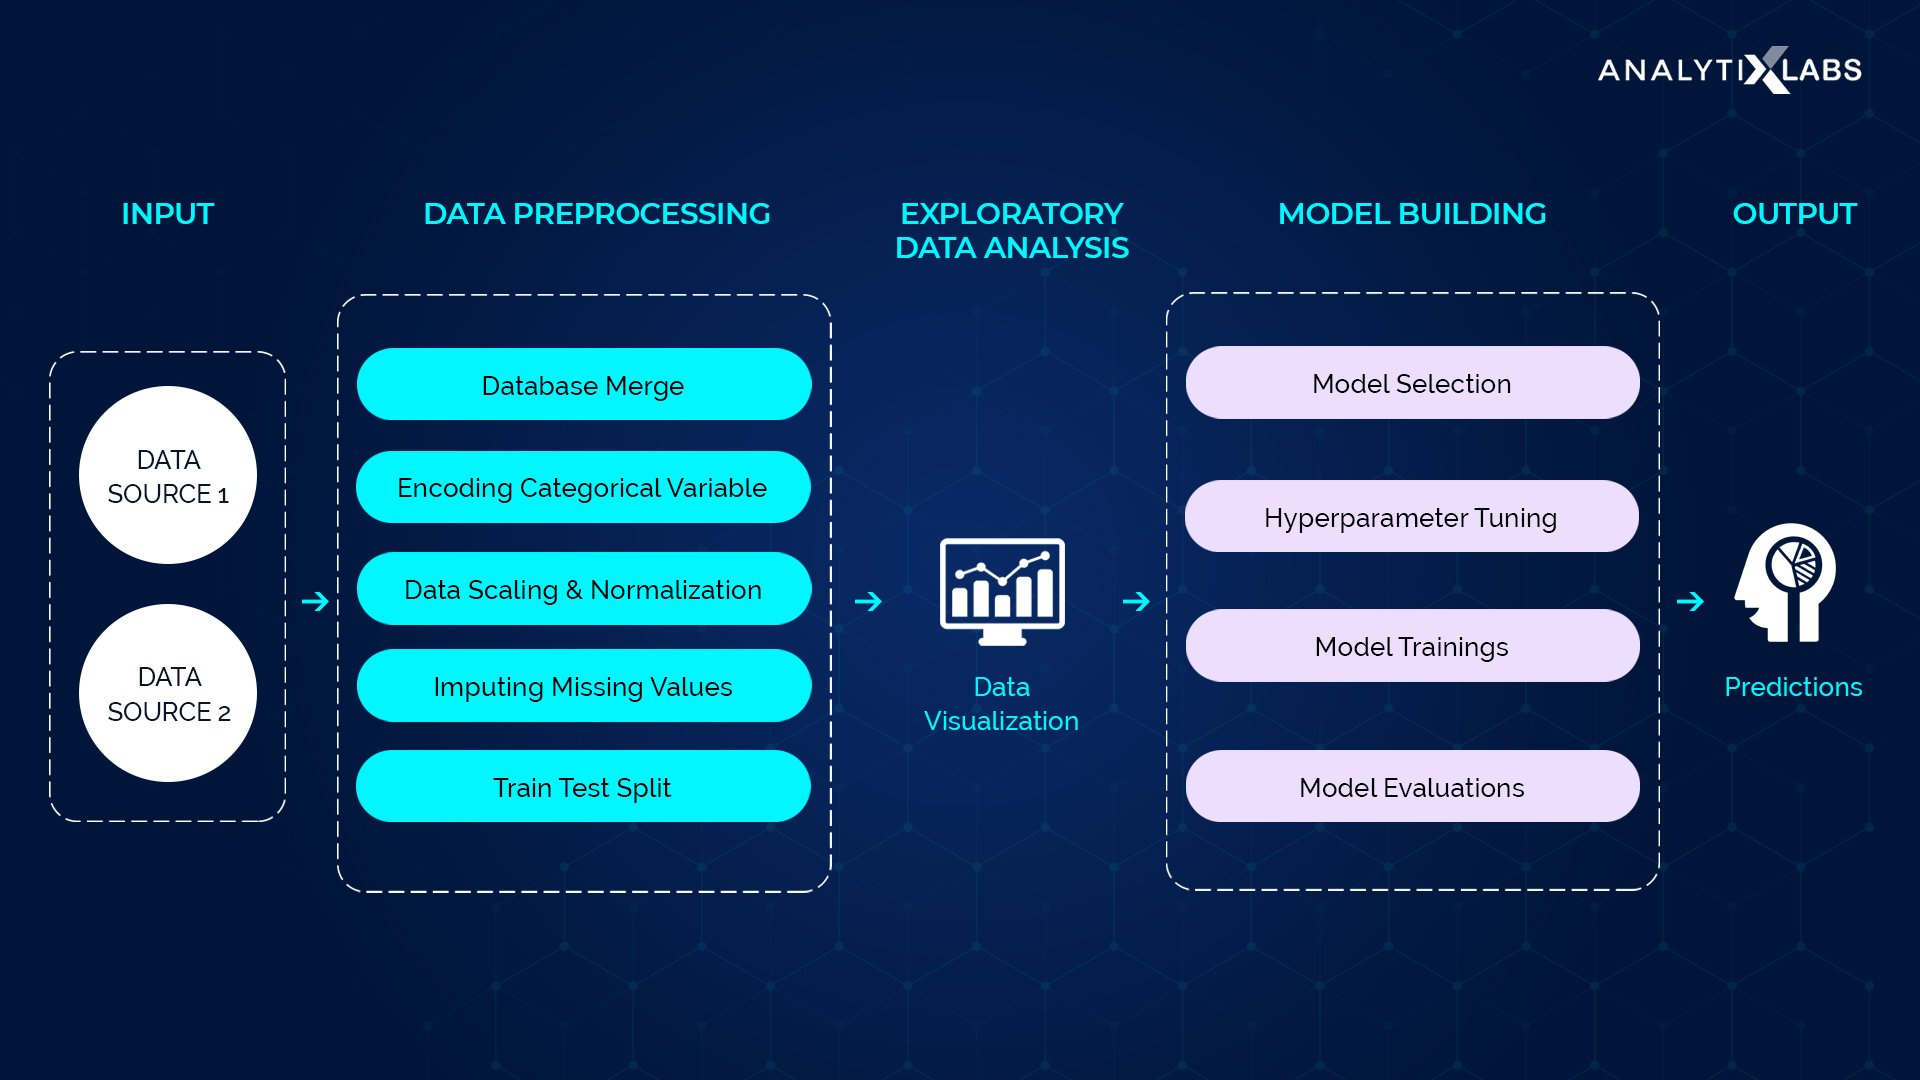 ANALYTIXLABS
INPUT
DATA PREPROCESSING
EXPLORATORY
DATA ANALYSIS
MODEL BUILDING
OUTPUT
DATA
SOURCE 1
DATA
SOURCE 2
Database Merge
Encoding Categorical Variable
Data Scaling & Normalization
Imputing Missing Values
Train Test Split
Data
Visualization
Model Selection
Hyperparameter Tuning
Model Trainings
Model Evaluations
Predictions